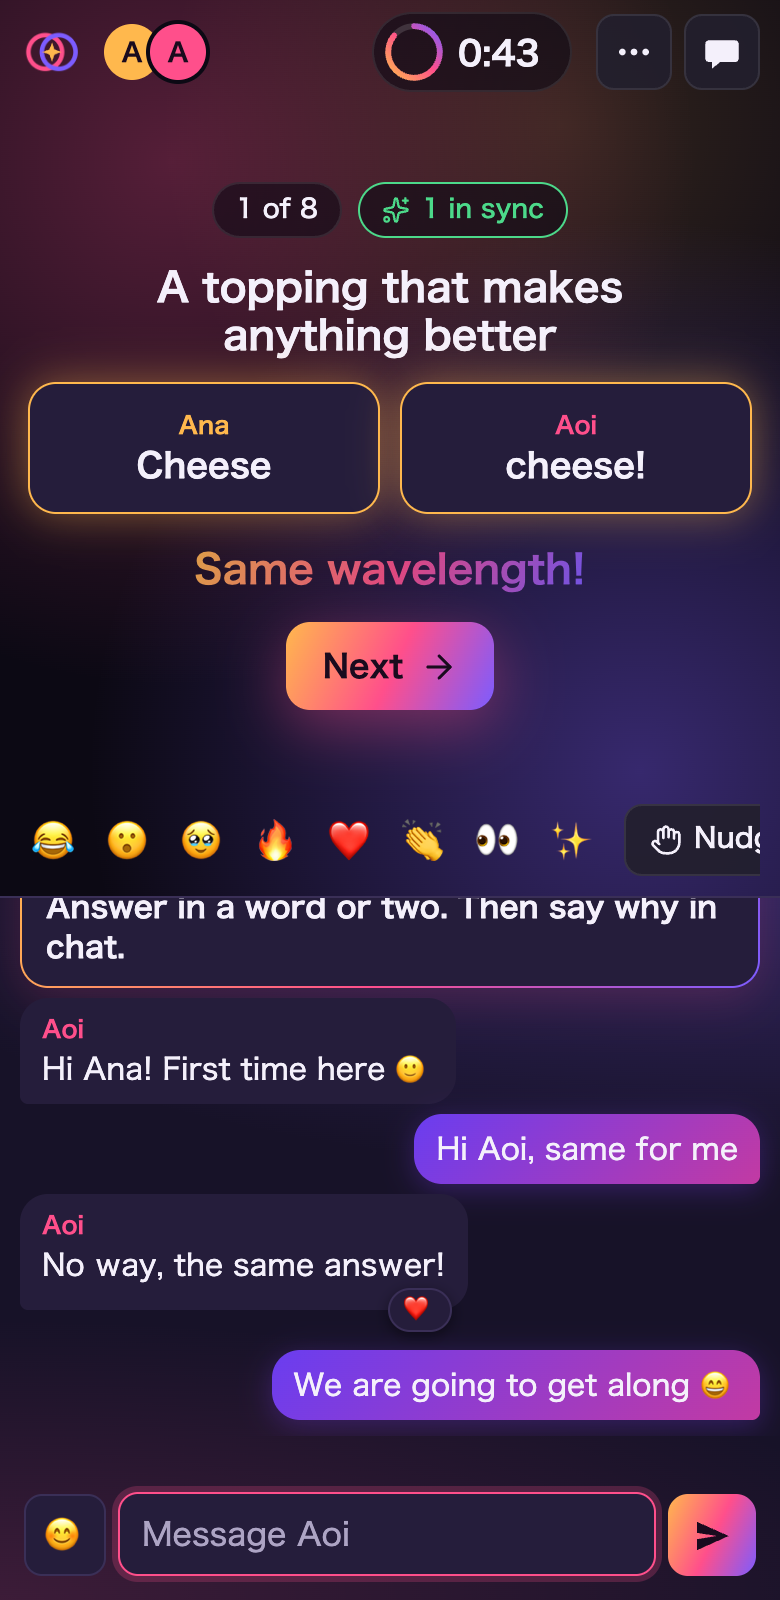 A A 0:43
1 of 8 1 in sync
A topping that makes
anything better
Ana
Cheese
Aoi
cheese!
Same wavelength!
Next
Answer in a word or two. Then say why in
chat.
Aoi
Hi Ana! First time here 🙂
Hi Aoi, same for me
Aoi
No way, the same answer!
We are going to get along 😄
Message Aoi